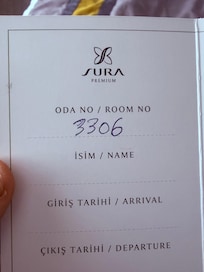 SURA
PREMIUM
ODA NO / ROOM NO
3306
İSİM / NAME
GİRİŞ TARİHİ / ARRIVAL
ÇIKIŞ TARİHİ / DEPARTURE